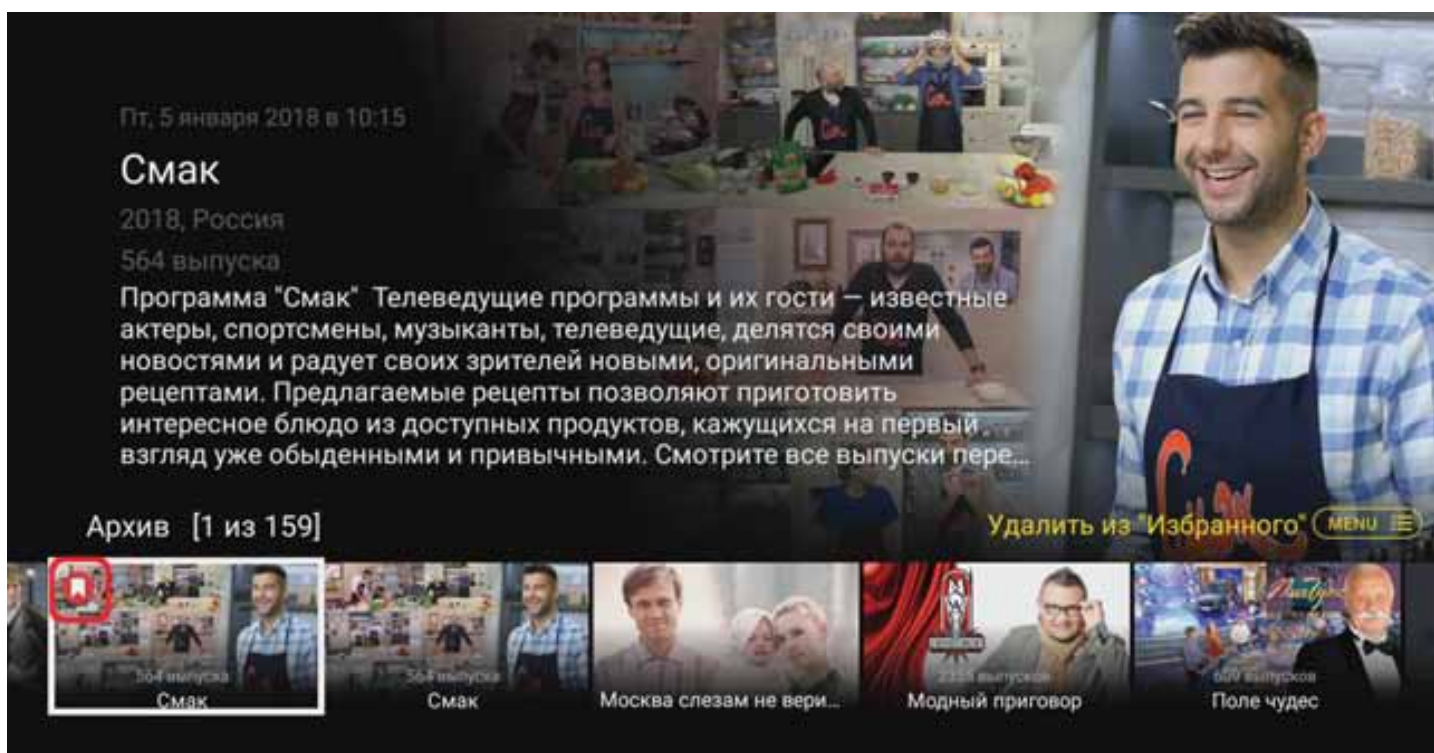 Пт, 5 января 2018 в 10:15
Смак
2018, Россия
564 выпуска
Программа "Смак" Телеведущие программы и их гости — известные
актеры, спортсмены, музыканты, телеведущие, делятся своими
новостями и радует своих зрителей новыми, оригинальными
рецептами. Предлагаемые рецепты позволяют приготовить
интересное блюдо из доступных продуктов, кажущихся на первый
взгляд уже обыденными и привычными. Смотрите все выпуски пере...
Смак
Архив [1 из 159]
Удалить из "Избранного" MENU
564 выпуска
Смак
564 выпуска
Смак
Москва слезам не вери...
выпусков
Модный приговор
609 выпусков
Поле чудес